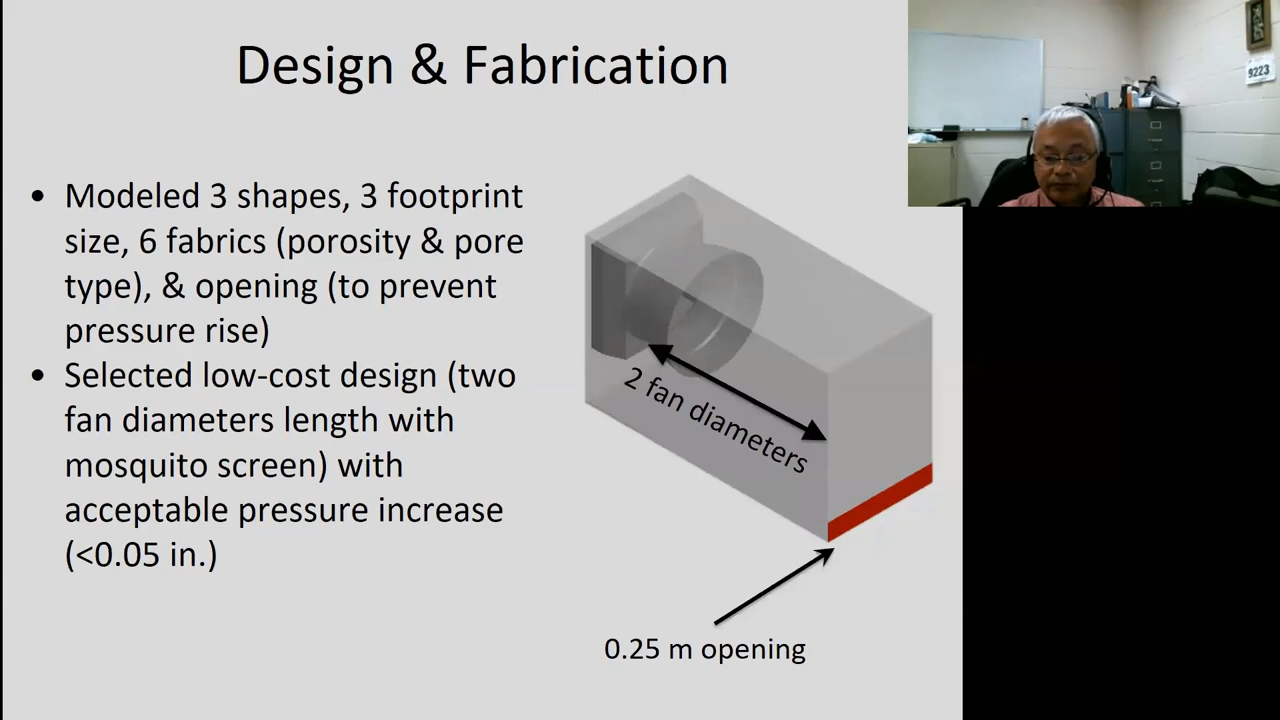 Design & Fabrication
• Modeled 3 shapes, 3 footprint
size, 6 fabrics (porosity & pore
type), & opening (to prevent
pressure rise)
• Selected low-cost design (two
fan diameters length with
mosquito screen) with
acceptable pressure increase
(<0.05 in.)
2 fan diameters
0.25 m opening
9223